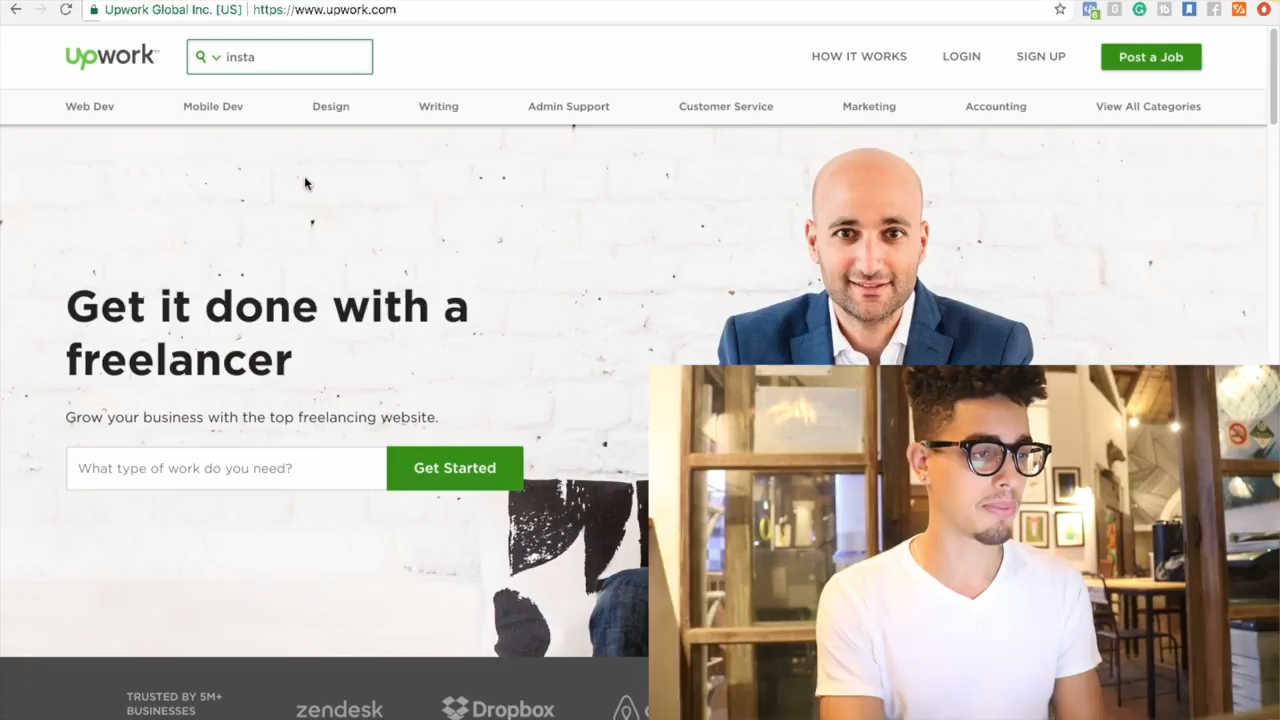 Upwork Global Inc. [US]
https://www.upwork.com
6
upwork
insta
HOW IT WORKS
LOGIN
SIGN UP
Post a Job
Web Dev
Mobile Dev
Design
Writing
Admin Support
Customer Service
Marketing
Accounting
View All Categories
Get it done with a
freelancer
Grow your business with the top freelancing website.
What type of work do you need?
Get Started
TRUSTED BY 5M+
BUSINESSES
zendesk
Dropbox